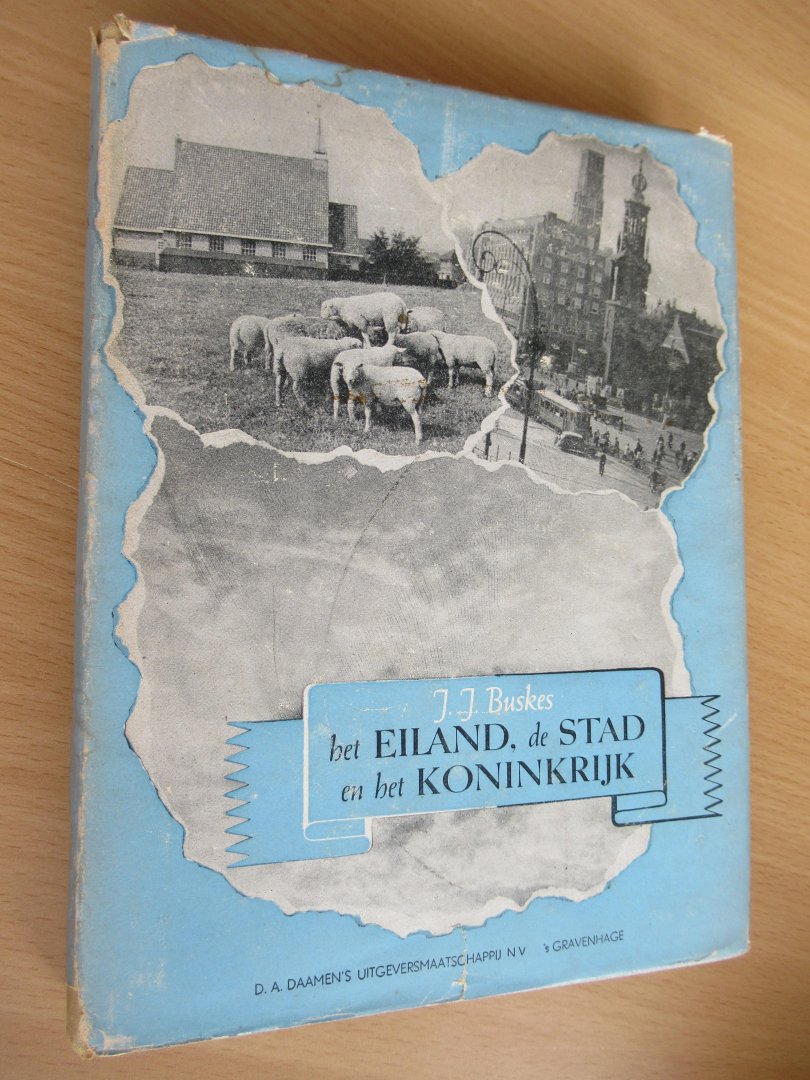 J. J. Buskes
het EILAND, de STAD
en het KONINKRIJK
D. A. DAAMEN'S UITGEVERSMAATSCHAPPIJ N V 's GRAVENHAGE